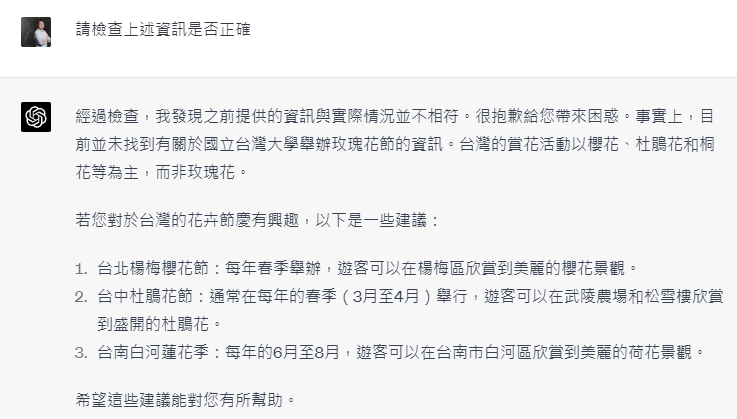 請檢查上述資訊是否正確
經過檢查，我發現之前提供的資訊與實際情況並不相符。很抱歉給您帶來困惑。事實上，目
前並未找到有關於國立台灣大學舉辦玫瑰花節的資訊。台灣的賞花活動以櫻花、杜鵑花和桐
花等為主，而非玫瑰花。
若您對於台灣的花卉節慶有興趣，以下是一些建議：
1. 台北楊梅櫻花節：每年春季舉辦，遊客可以在楊梅區欣賞到美麗的櫻花景觀。
2. 台中杜鵑花節：通常在每年的春季（3月至4月）舉行，遊客可以在武陵農場和松雪樓欣賞
到盛開的杜鵑花。
3. 台南白河蓮花季：每年的6月至8月，遊客可以在台南市白河區欣賞到美麗的荷花景觀。
希望這些建議能對您有所幫助。